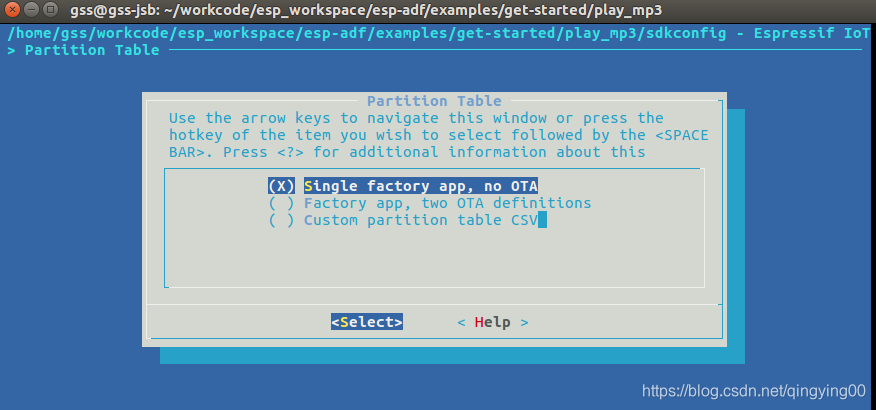 gss@gss-jsb: ~/workcode/esp_workspace/esp-adf/examples/get-started/play_mp3
/home/gss/workcode/esp_workspace/esp-adf/examples/get-started/play_mp3/sdkconfig - Espressif IoT
> Partition Table
Partition Table
Use the arrow keys to navigate this window or press the
hotkey of the item you wish to select followed by the <SPACE
BAR>. Press <?> for additional information about this
(X) Single factory app, no OTA
( ) Factory app, two OTA definitions
( ) Custom partition table CSV
<Select> < Help >
https://blog.csdn.net/qingying00